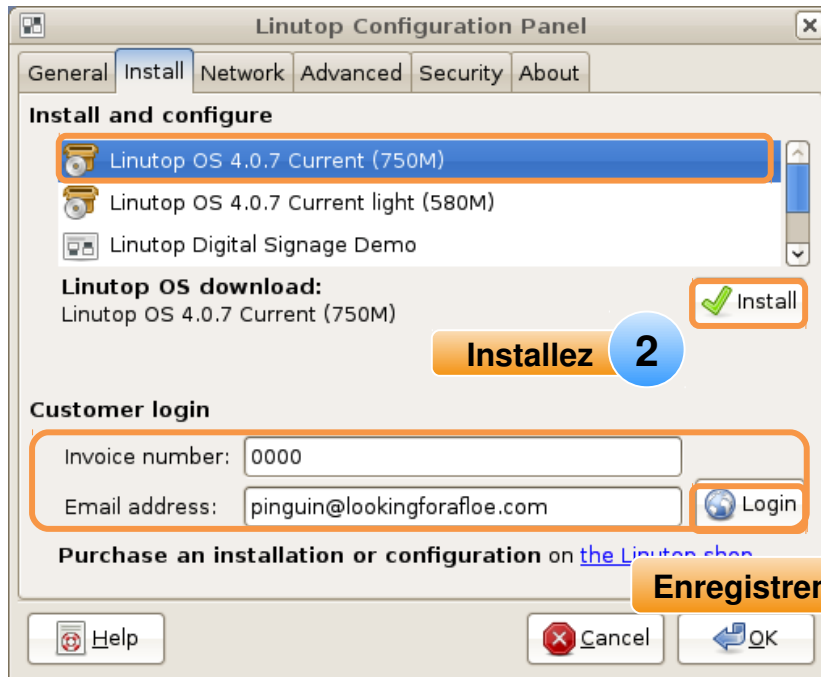 Linutop Configuration Panel
General Install Network Advanced Security About
Install and configure
Linutop OS 4.0.7 Current (750M)
Linutop OS 4.0.7 Current light (580M)
Linutop Digital Signage Demo
Linutop OS download:
Linutop OS 4.0.7 Current (750M)
Install
Installez 2
Customer login
Invoice number: 0000
Email address: pinguin@lookingforafloe.com
Login
Purchase an installation or configuration on the Linutop shop
Enregistrer
Help Cancel OK